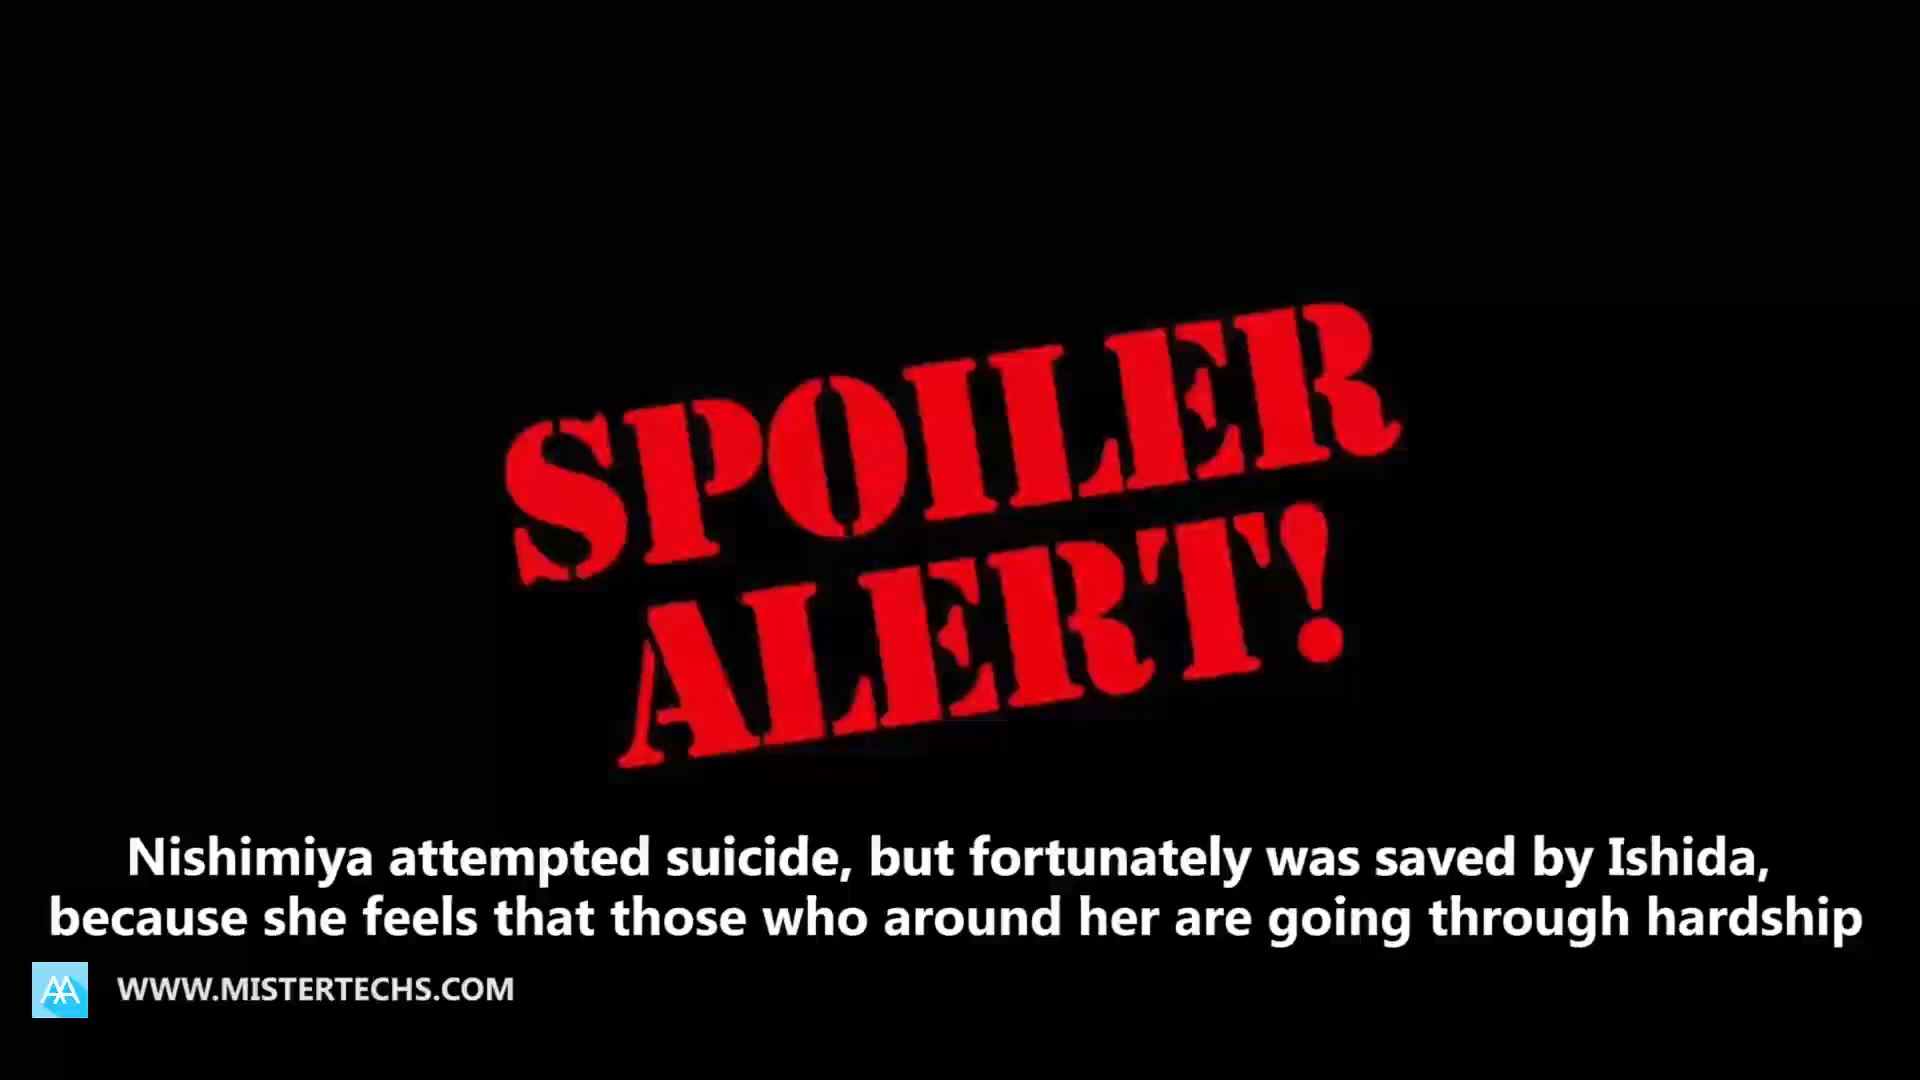 SPOILER
ALERT!
Nishimiya attempted suicide, but fortunately was saved by Ishida,
because she feels that those who around her are going through hardship
WWW.MISTERTECHS.COM